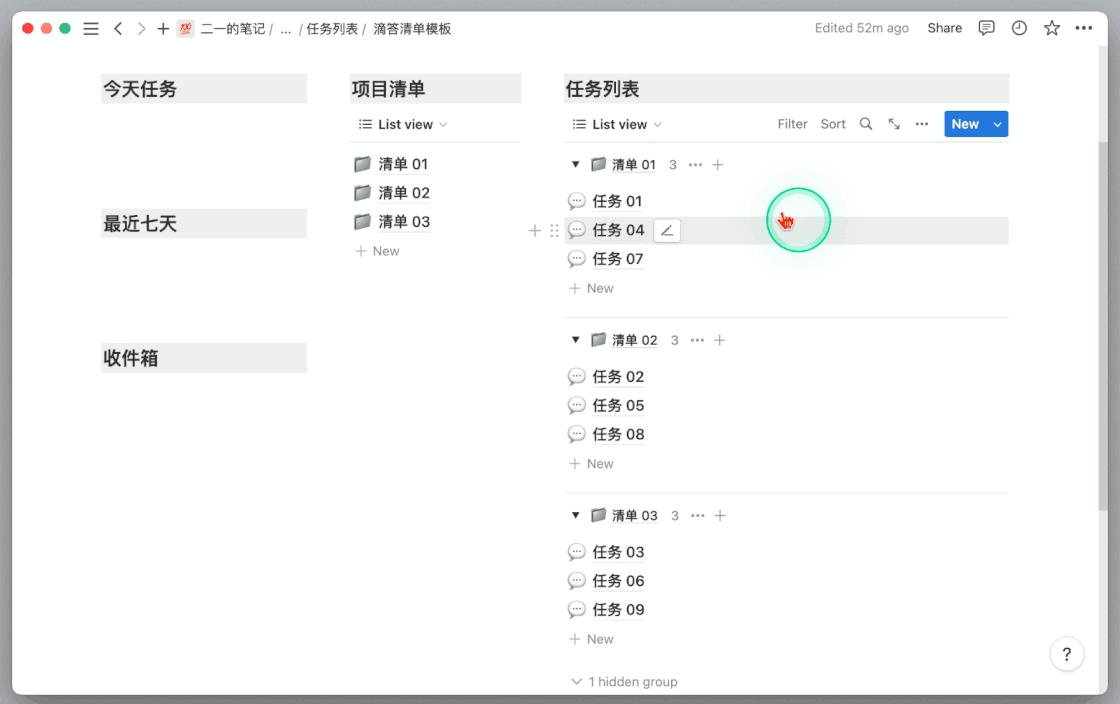 二一的笔记 / ... / 任务列表 / 滴答清单模板
Edited 52m ago Share
今天任务
最近七天
收件箱
项目清单
List view
清单 01
清单 02
清单 03
New
任务列表
List view
Filter Sort New
清单 01 3
任务 01
任务 04
任务 07
New
清单 02 3
任务 02
任务 05
任务 08
New
清单 03 3
任务 03
任务 06
任务 09
New
1 hidden group
?